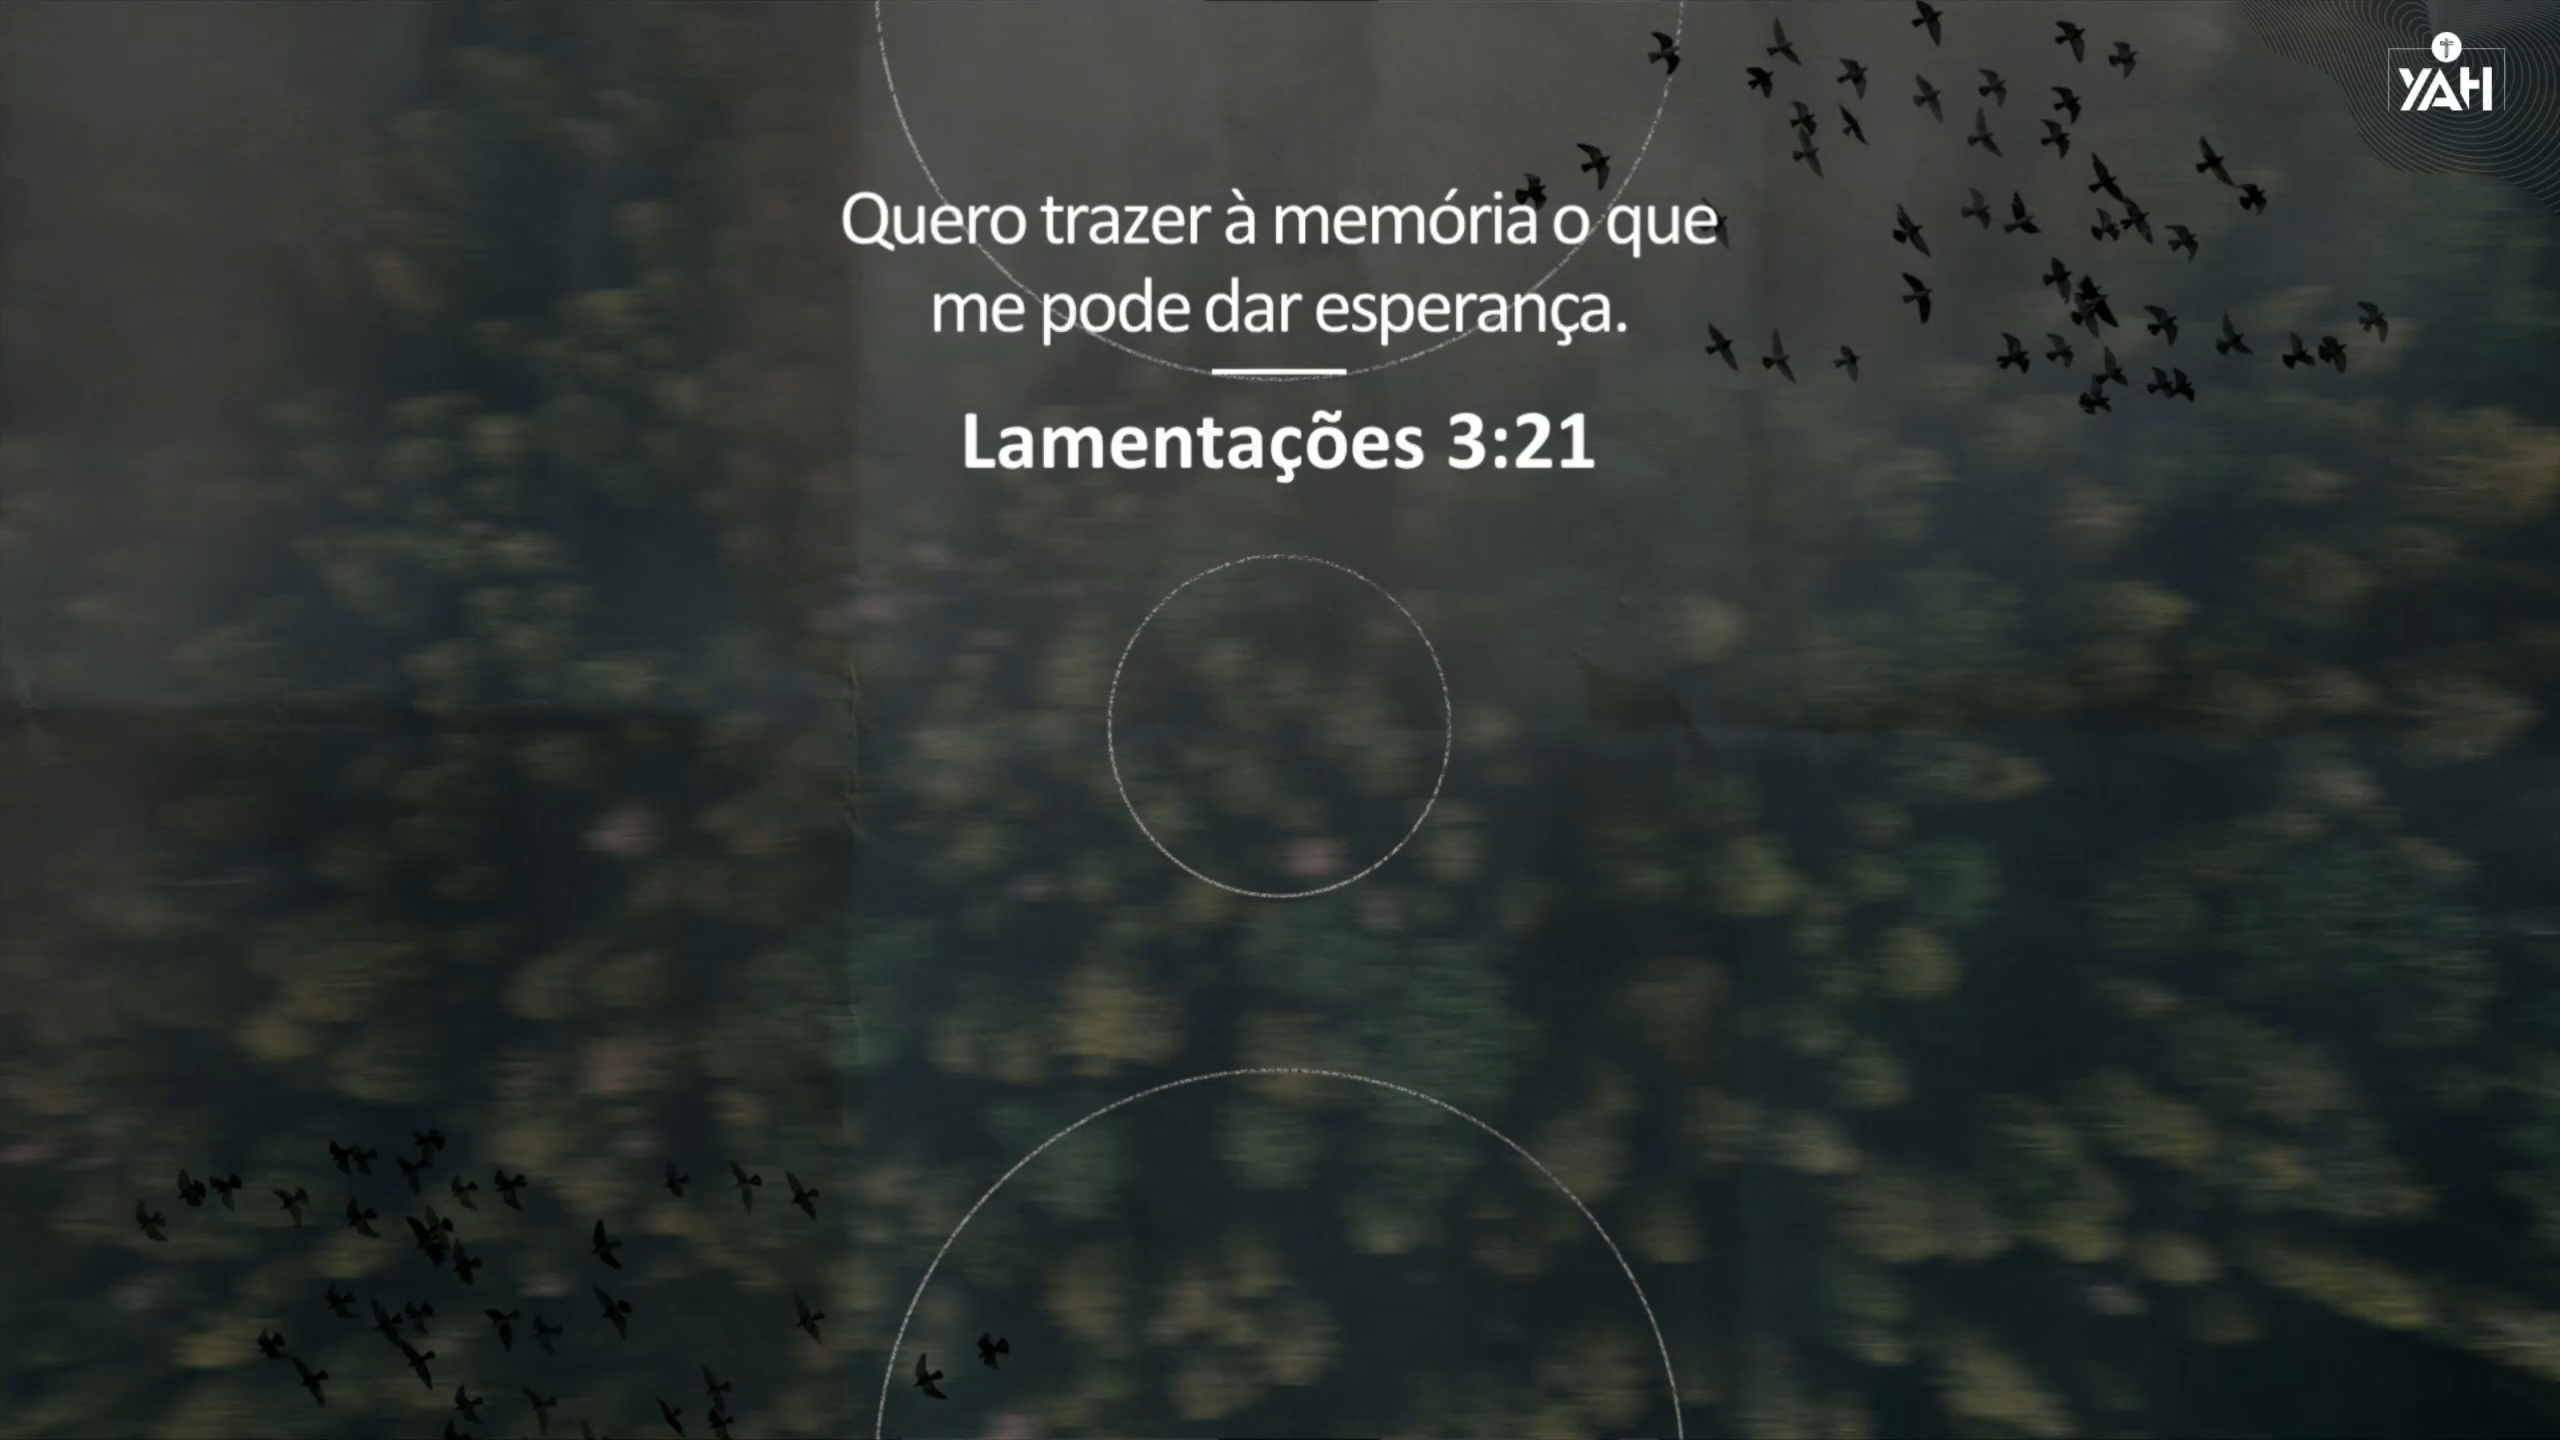 YAH
Quero trazer à memória o que
me pode dar esperança.
Lamentações 3:21